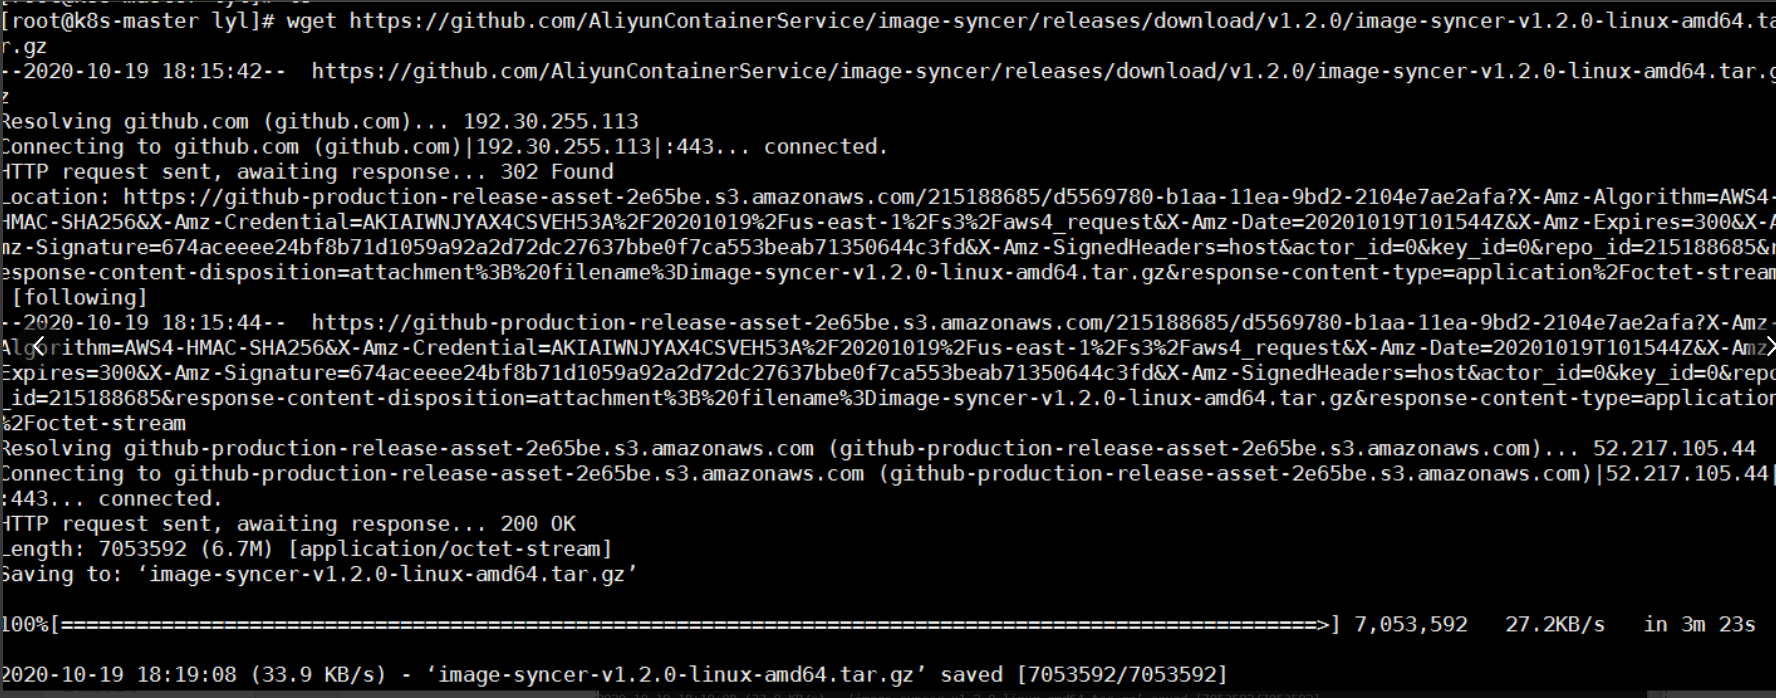 [root@k8s-master lyl]# wget https://github.com/AliyunContainerService/image-syncer/releases/download/v1.2.0/image-syncer-v1.2.0-linux-amd64.ta
r.gz
--2020-10-19 18:15:42--  https://github.com/AliyunContainerService/image-syncer/releases/download/v1.2.0/image-syncer-v1.2.0-linux-amd64.tar.g
z
Resolving github.com (github.com)... 192.30.255.113
Connecting to github.com (github.com)|192.30.255.113|:443... connected.
HTTP request sent, awaiting response... 302 Found
Location: https://github-production-release-asset-2e65be.s3.amazonaws.com/215188685/d5569780-b1aa-11ea-9bd2-2104e7ae2afa?X-Amz-Algorithm=AWS4-
HMAC-SHA256&X-Amz-Credential=AKIAIWNJYAX4CSVEH53A%2F20201019%2Fus-east-1%2Fs3%2Faws4_request&X-Amz-Date=20201019T101544Z&X-Amz-Expires=300&X-A
mz-Signature=674aceeee24bf8b71d1059a92a2d72dc27637bbe0f7ca553beab71350644c3fd&X-Amz-SignedHeaders=host&actor_id=0&key_id=0&repo_id=215188685&r
esponse-content-disposition=attachment%3B%20filename%3Dimage-syncer-v1.2.0-linux-amd64.tar.gz&response-content-type=application%2Foctet-stream
[following]
--2020-10-19 18:15:44--  https://github-production-release-asset-2e65be.s3.amazonaws.com/215188685/d5569780-b1aa-11ea-9bd2-2104e7ae2afa?X-Amz-
Algorithm=AWS4-HMAC-SHA256&X-Amz-Credential=AKIAIWNJYAX4CSVEH53A%2F20201019%2Fus-east-1%2Fs3%2Faws4_request&X-Amz-Date=20201019T101544Z&X-Amz-
Expires=300&X-Amz-Signature=674aceeee24bf8b71d1059a92a2d72dc27637bbe0f7ca553beab71350644c3fd&X-Amz-SignedHeaders=host&actor_id=0&key_id=0&repo
_id=215188685&response-content-disposition=attachment%3B%20filename%3Dimage-syncer-v1.2.0-linux-amd64.tar.gz&response-content-type=application
%2Foctet-stream
Resolving github-production-release-asset-2e65be.s3.amazonaws.com (github-production-release-asset-2e65be.s3.amazonaws.com)... 52.217.105.44
Connecting to github-production-release-asset-2e65be.s3.amazonaws.com (github-production-release-asset-2e65be.s3.amazonaws.com)|52.217.105.44|
:443... connected.
HTTP request sent, awaiting response... 200 OK
Length: 7053592 (6.7M) [application/octet-stream]
Saving to: ‘image-syncer-v1.2.0-linux-amd64.tar.gz’
100%[====================================================================================================>] 7,053,592   27.2KB/s   in 3m 23s
2020-10-19 18:19:08 (33.9 KB/s) - ‘image-syncer-v1.2.0-linux-amd64.tar.gz’ saved [7053592/7053592]